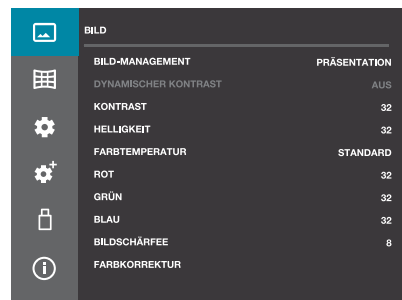 BILD
BILD-MANAGEMENT PRÄSENTATION
DYNAMISCHER KONTRAST AUS
KONTRAST 32
HELLIGKEIT 32
FARBTEMPERATUR STANDARD
ROT 32
GRÜN 32
BLAU 32
BILDSCHÄRFEE 8
FARBKORREKTUR